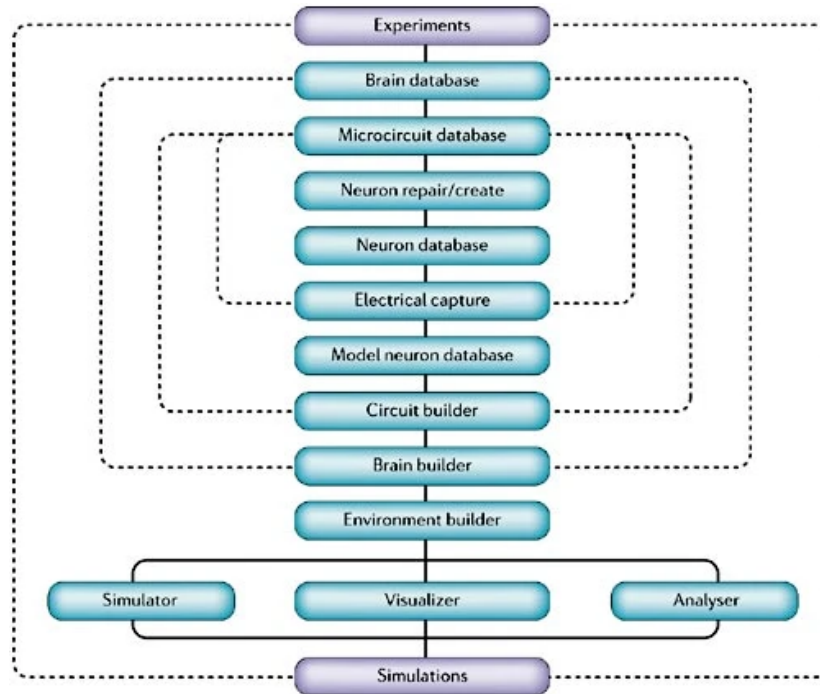 Experiments
Brain database
Microcircuit database
Neuron repair/create
Neuron database
Electrical capture
Model neuron database
Circuit builder
Brain builder
Environment builder
Simulator
Visualizer
Analyser
Simulations